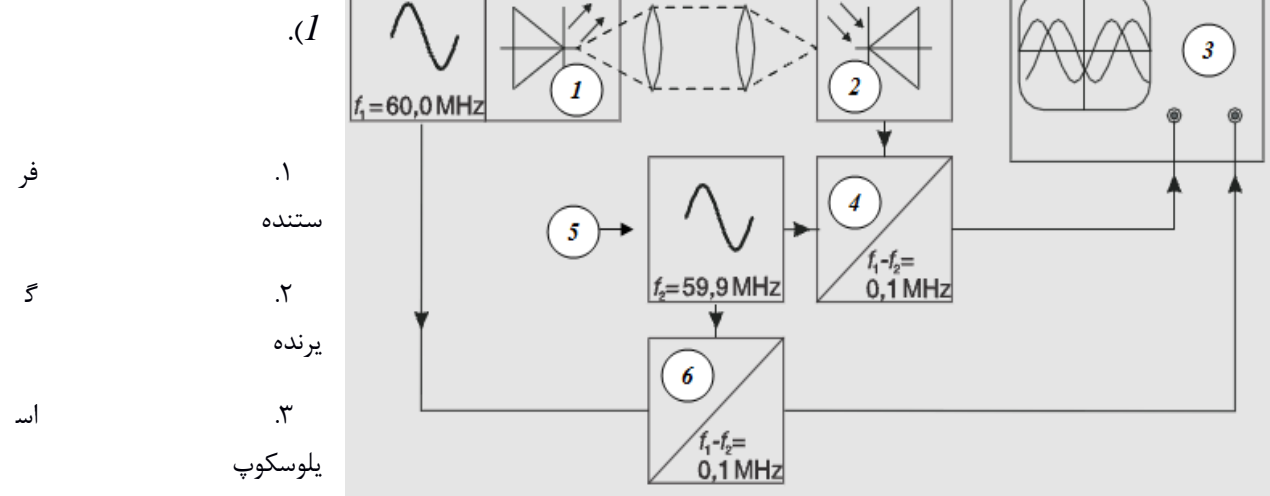 .(1
۱. فر
ستنده
۲. گ
یرنده
۳. اس
یلوسکوپ
f₁=60,0 MHz
1
2
3
4
f₁-f₂=
0,1 MHz
5
f₂=59,9 MHz
6
f₁-f₂=
0,1 MHz